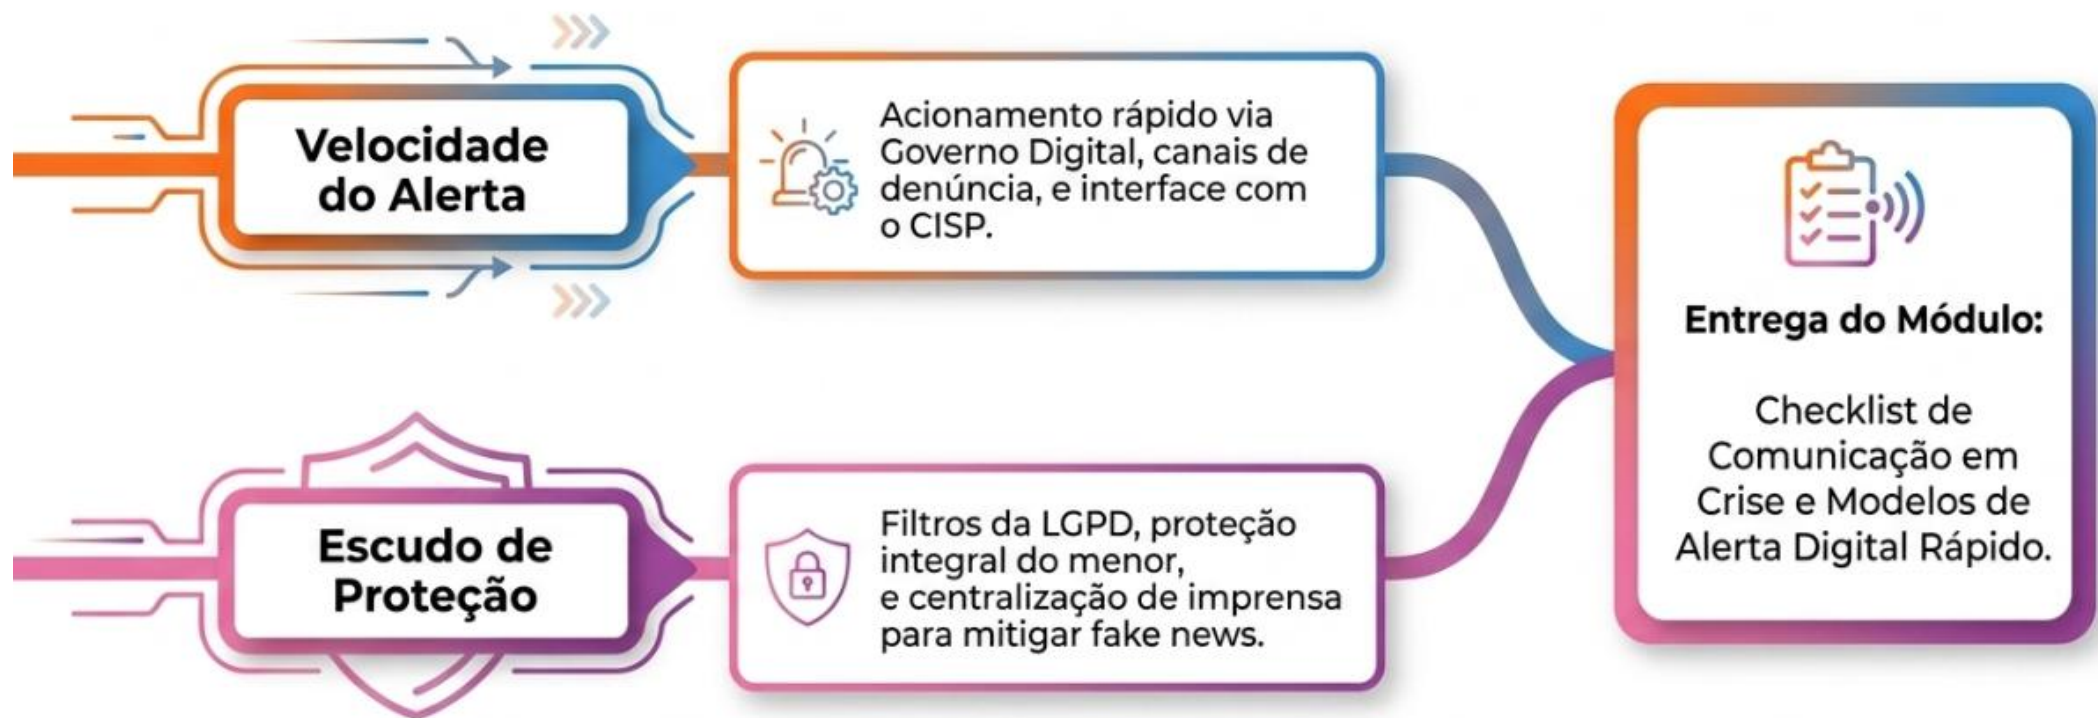 Velocidade
do Alerta
Acionamento rápido via
Governo Digital, canais de
denúncia, e interface com
o CISP.
Escudo de
Proteção
Filtros da LGPD, proteção
integral do menor,
e centralização de imprensa
para mitigar fake news.
Entrega do Módulo:
Checklist de
Comunicação em
Crise e Modelos de
Alerta Digital Rápido.